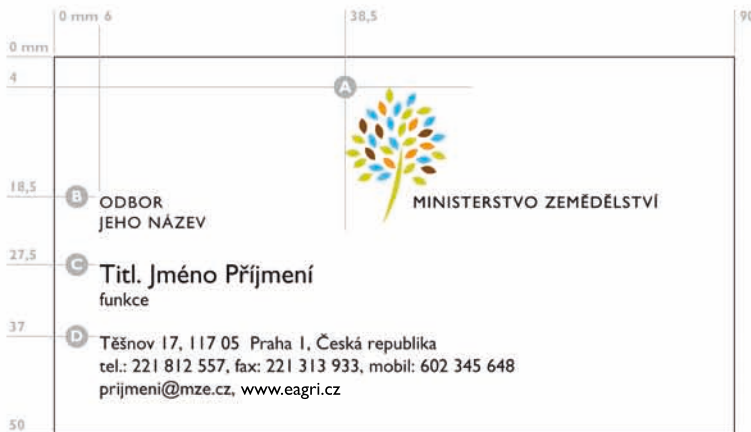 0 mm 6 38,5 90
0 mm
4
A
18,5
B
ODBOR
JEHO NÁZEV
MINISTERSTVO ZEMĚDĚLSTVÍ
27,5
C
Titl. Jméno Příjmení
funkce
37
D
Těšnov 17, 117 05 Praha 1, Česká republika
tel.: 221 812 557, fax: 221 313 933, mobil: 602 345 648
prijmeni@mze.cz, www.eagri.cz
50